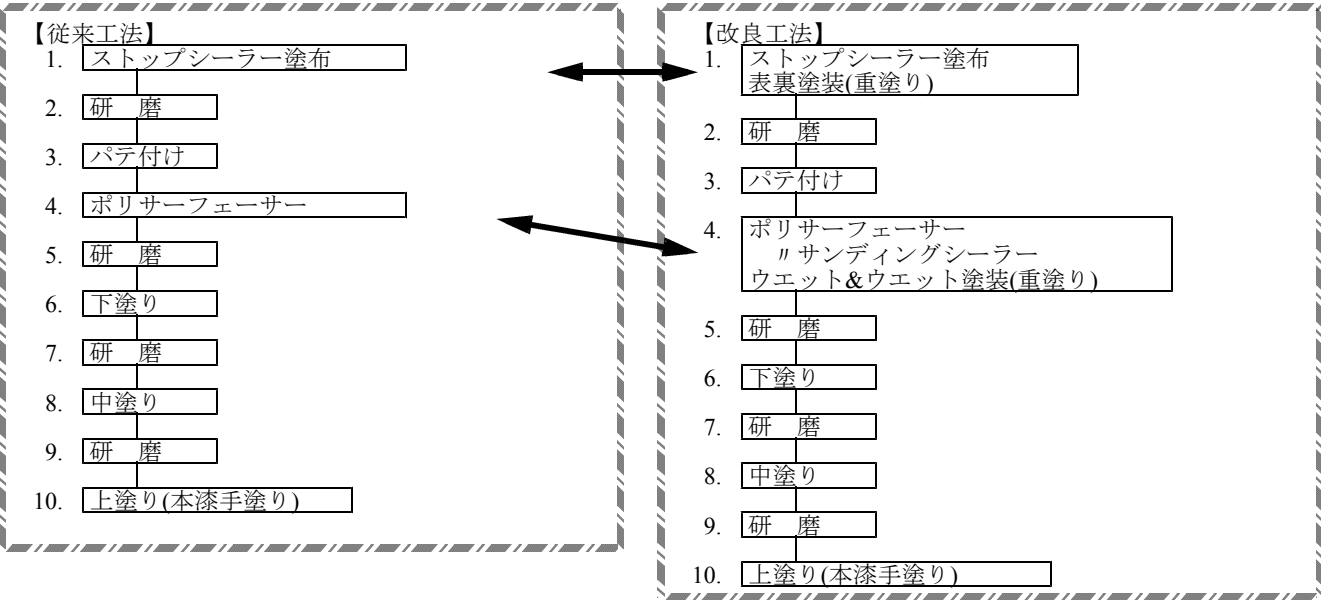 【従来工法】
1. ストップシーラー塗布
2. 研　磨
3. パテ付け
4. ポリサーフェーサー
5. 研　磨
6. 下塗り
7. 研　磨
8. 中塗り
9. 研　磨
10. 上塗り(本漆手塗り)
【改良工法】
1. ストップシーラー塗布
表裏塗装(重塗り)
2. 研　磨
3. パテ付け
4. ポリサーフェーサー
〃サンディングシーラー
ウエット&ウエット塗装(重塗り)
5. 研　磨
6. 下塗り
7. 研　磨
8. 中塗り
9. 研　磨
10. 上塗り(本漆手塗り)